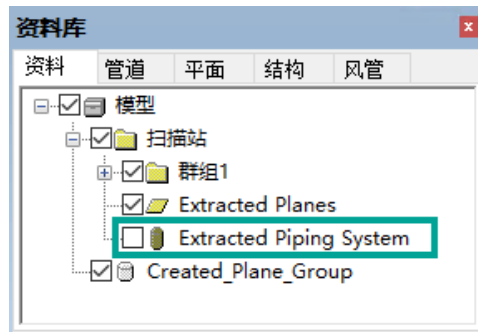 资料库
资料 管道 平面 结构 风管
模型
扫描站
群组1
Extracted Planes
Extracted Piping System
Created_Plane_Group